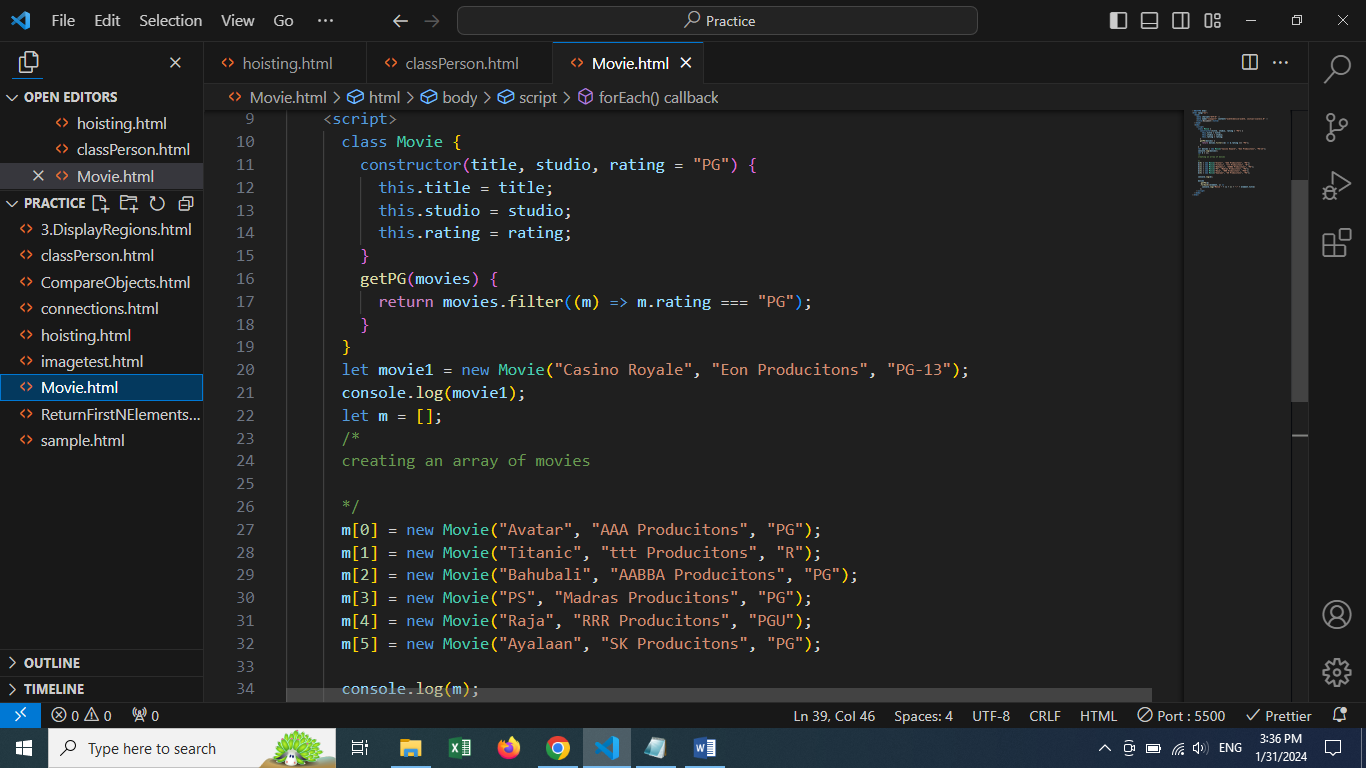 File Edit Selection View Go ··· Practice
hoisting.html classPerson.html Movie.html
OPEN EDITORS
hoisting.html
classPerson.html
Movie.html
PRACTICE
3.DisplayRegions.html
classPerson.html
CompareObjects.html
connections.html
hoisting.html
imagetest.html
Movie.html
ReturnFirstNElements...
sample.html
OUTLINE
TIMELINE
Movie.html > html > body > script > forEach() callback
9 <script>
10 class Movie {
11 constructor(title, studio, rating = "PG") {
12 this.title = title;
13 this.studio = studio;
14 this.rating = rating;
15 }
16 getPG(movies) {
17 return movies.filter((m) => m.rating === "PG");
18 }
19 }
20 let movie1 = new Movie("Casino Royale", "Eon Producitons", "PG-13");
21 console.log(movie1);
22 let m = [];
23 /*
24 creating an array of movies
25
26 */
27 m[0] = new Movie("Avatar", "AAA Producitons", "PG");
28 m[1] = new Movie("Titanic", "ttt Producitons", "R");
29 m[2] = new Movie("Bahubali", "AABBA Producitons", "PG");
30 m[3] = new Movie("PS", "Madras Producitons", "PG");
31 m[4] = new Movie("Raja", "RRR Producitons", "PGU");
32 m[5] = new Movie("Ayalaan", "SK Producitons", "PG");
33
34 console.log(m);
0 0 0 Ln 39, Col 46 Spaces: 4 UTF-8 CRLF HTML Port : 5500 Prettier
Type here to search ENG 3:36 PM
1/31/2024